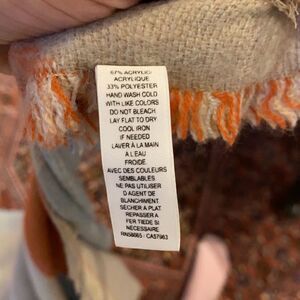 67% ACRYLIC/
ACRYLIQUE
33% POLYESTER
HAND WASH COLD
WITH LIKE COLORS
DO NOT BLEACH
LAY FLAT TO DRY
COOL IRON
IF NEEDED
LAVER À LA MAIN
À L'EAU
FROIDE.
AVEC DES COULEURS
SEMBLABLES
NE PAS UTILISER
D AGENT DE
BLANCHIMENT
SÉCHER A PLAT.
REPASSER A
FER TIEDE SI
NÉCESSAIRE
RN58665 - CA57963